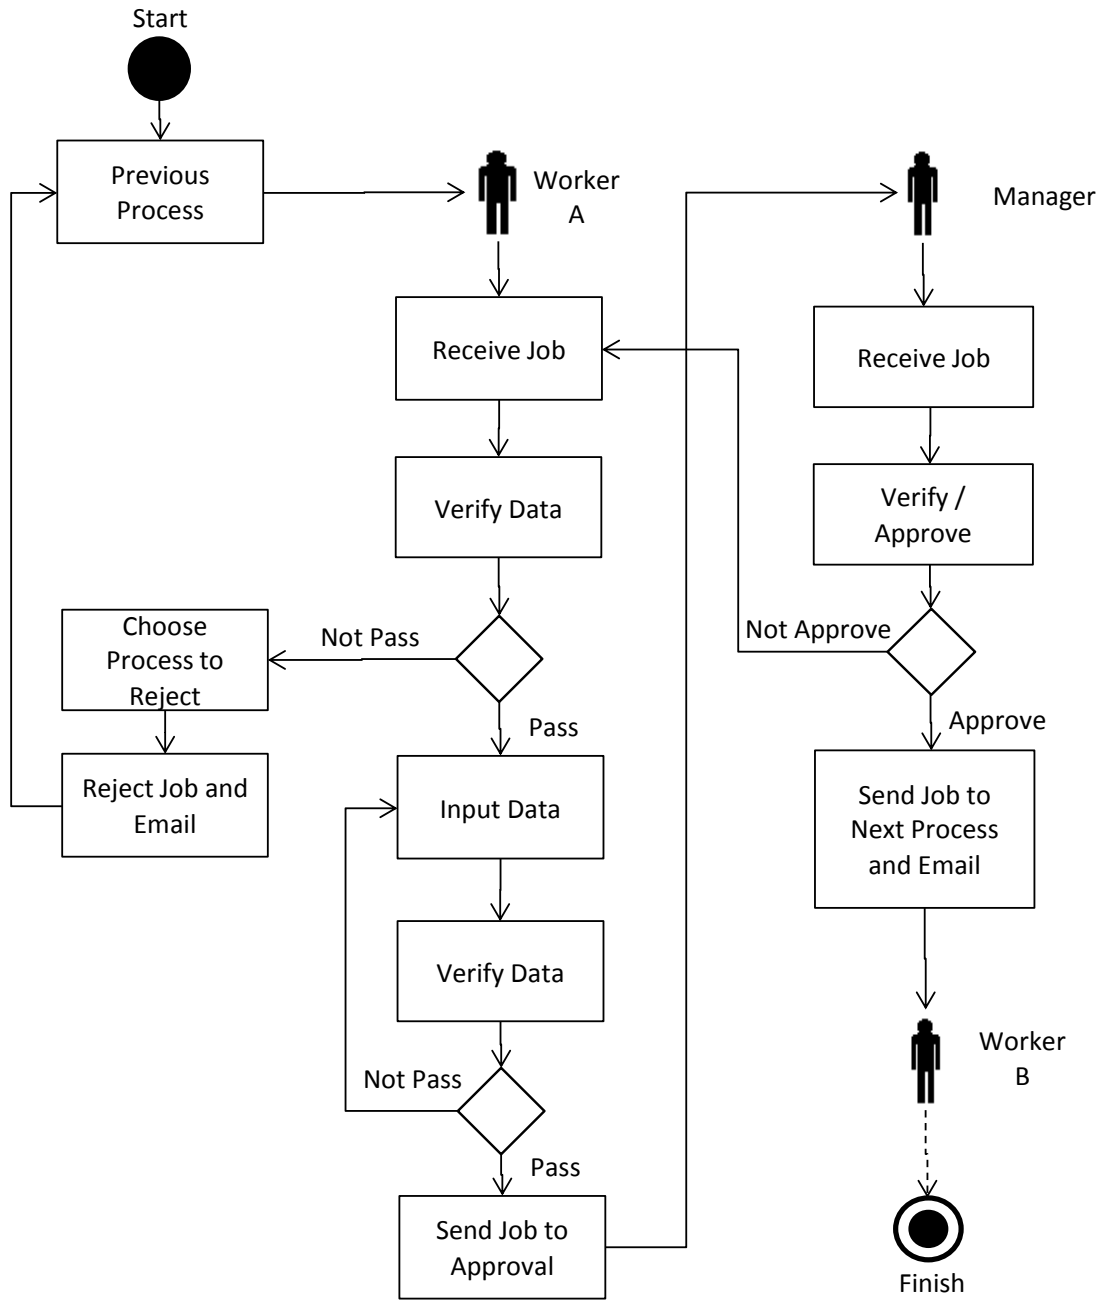 Start
Previous
Process
Worker
A
Receive Job
Verify Data
Not Pass
Choose
Process to
Reject
Reject Job and
Email
Pass
Input Data
Verify Data
Not Pass
Pass
Send Job to
Approval
Manager
Receive Job
Verify /
Approve
Not Approve
Approve
Send Job to
Next Process
and Email
Worker
B
Finish